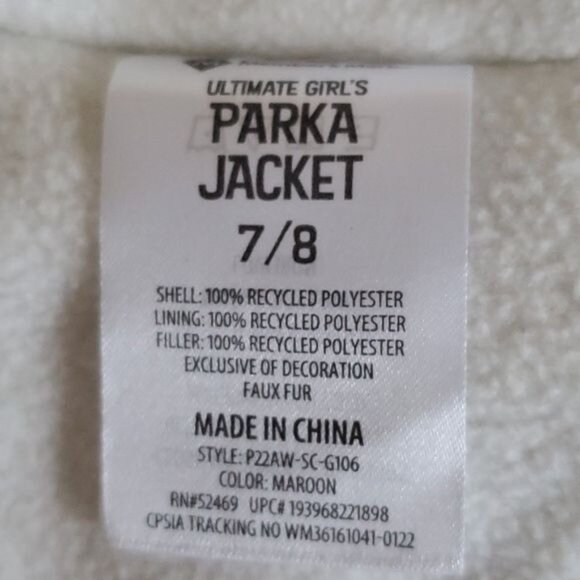 ULTIMATE GIRL'S
PARKA
JACKET
7/8
SHELL: 100% RECYCLED POLYESTER
LINING: 100% RECYCLED POLYESTER
FILLER: 100% RECYCLED POLYESTER
EXCLUSIVE OF DECORATION
FAUX FUR
MADE IN CHINA
STYLE: P22AW-SC-G106
COLOR: MAROON
RN#52469 UPC# 193968221898
CPSIA TRACKING NO WM36161041-0122